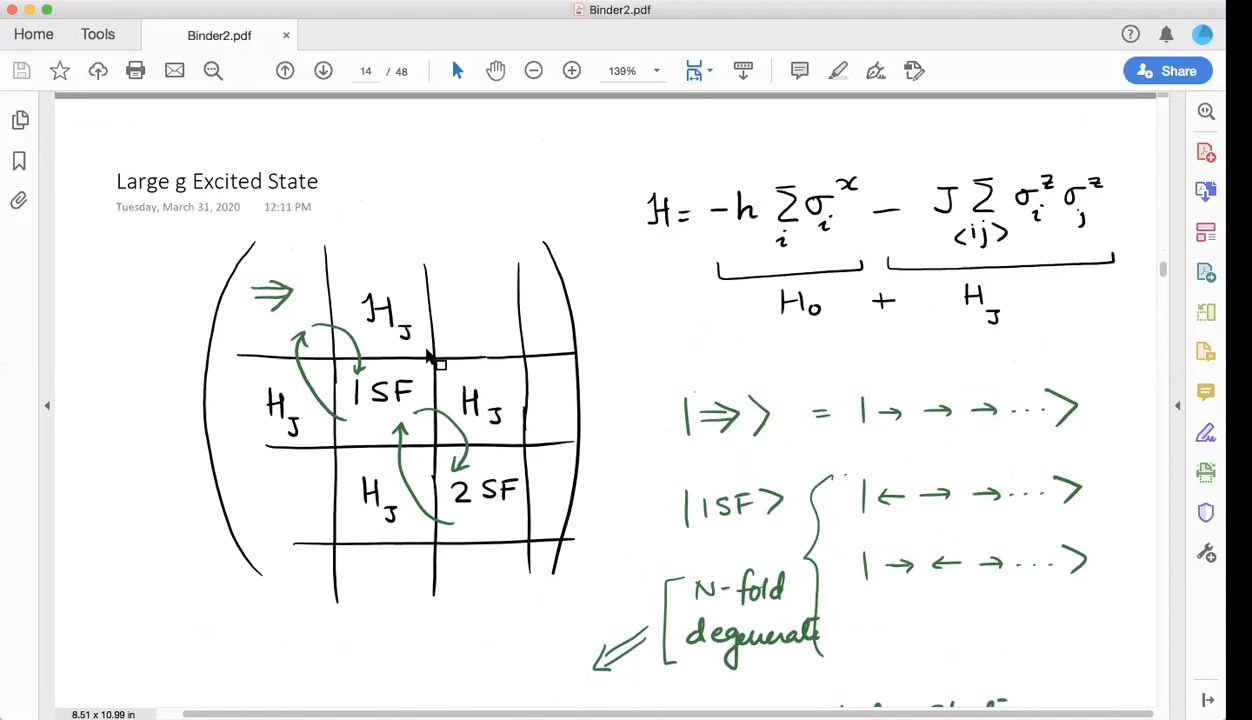 Binder2.pdf
Home
Tools
Binder2.pdf
×
14 / 48
139%
Share
Large g Excited State
Tuesday, March 31, 2020 12:11 PM
H = -h Σ_i σ_i^x - J Σ_<ij> σ_i^z σ_j^z
H_0 + H_J
⇒ H_J
H_J 1SF H_J
H_J 2SF
|⇒> = |→ → → ...>
|1SF> { |← → → ...>
|→ ← → ...>
[N-fold
degenerate
8.51 x 10.99 in